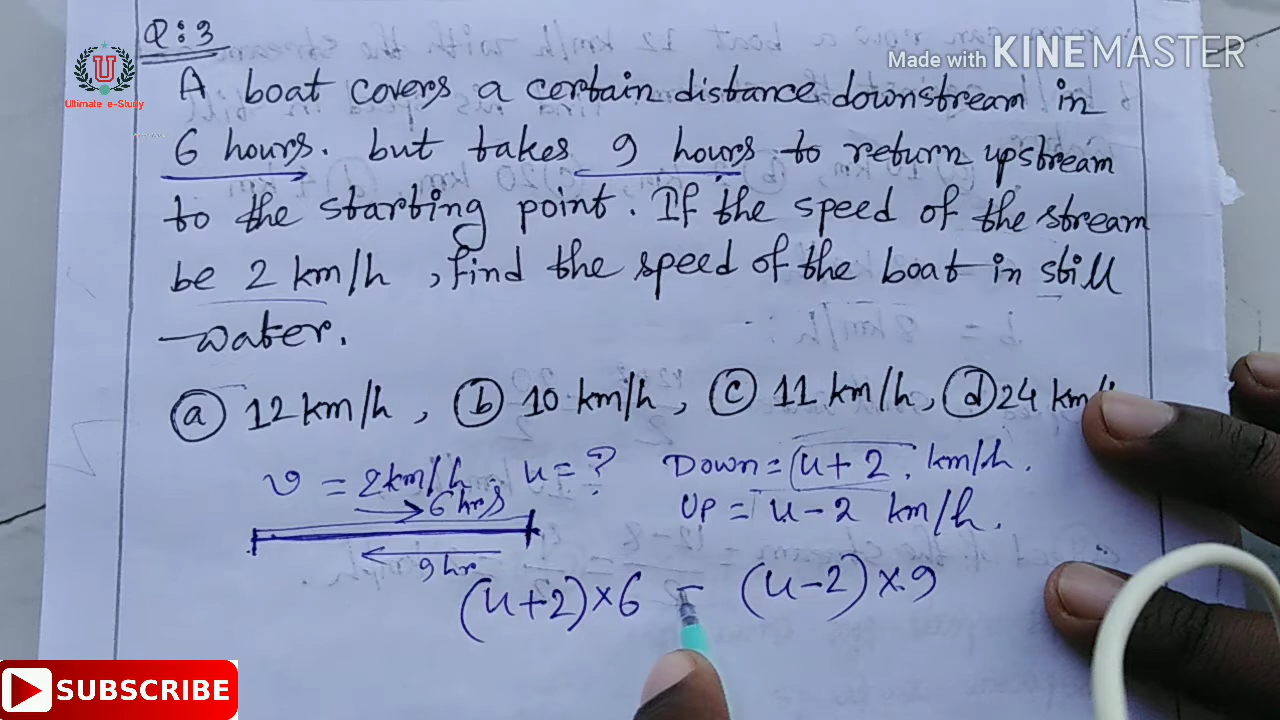 Q:3
Made with KINEMASTER
U
Ultimate e-Study
A boat covers a certain distance downstream in
6 hours. but takes 9 hours to return upstream
to the starting point. If the speed of the stream
be 2 km/h, find the speed of the boat in still
water.
(a) 12 km/h, (b) 10 km/h, (c) 11 km/h, (d) 24 km/
v = 2km/h u = ? Down = (u+2. km/h.
6 hrs
Up = u-2 km/h.
9 hr
(u+2)×6 = (u-2)×9
SUBSCRIBE